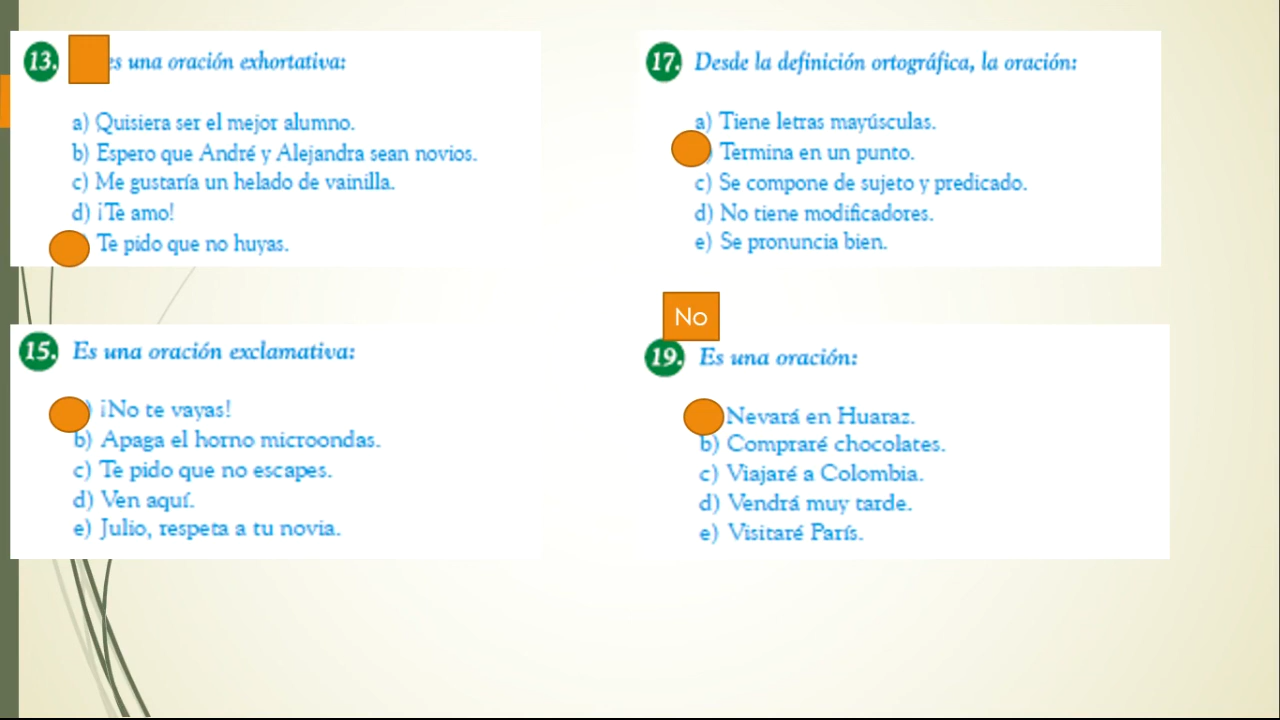 13. es una oración exhortativa:
a) Quisiera ser el mejor alumno.
b) Espero que André y Alejandra sean novios.
c) Me gustaría un helado de vainilla.
d) ¡Te amo!
Te pido que no huyas.
15. Es una oración exclamativa:
) ¡No te vayas!
b) Apaga el horno microondas.
c) Te pido que no escapes.
d) Ven aquí.
e) Julio, respeta a tu novia.
17. Desde la definición ortográfica, la oración:
a) Tiene letras mayúsculas.
) Termina en un punto.
c) Se compone de sujeto y predicado.
d) No tiene modificadores.
e) Se pronuncia bien.
No
19. Es una oración:
Nevará en Huaraz.
b) Compraré chocolates.
c) Viajaré a Colombia.
d) Vendrá muy tarde.
e) Visitaré París.